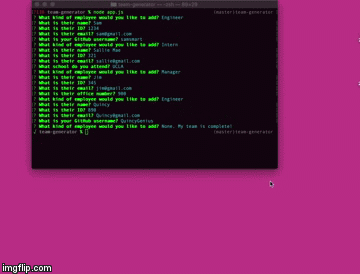 team-generator — -zsh — 80×20
$ node app.js (master)team-generator
? What kind of employee would you like to add? Engineer
? What is their name? Sam
? What is their ID? 1234
? What is their email? sam@gmail.com
? What is your GitHub username? samsmart
? What kind of employee would you like to add? Intern
? What is their name? Sallie Mae
? What is their ID? 321
? What is their email? sallie@gmail.com
? What school do you attend? UCLA
? What kind of employee would you like to add? Manager
? What is their name? Jim
? What is their ID? 345
? What is their email? jim@gmail.com
? What is their office number? 900
? What kind of employee would you like to add? Engineer
? What is their name? Quincy
? What is their ID? 890
? What is their email? Quincy@gmail.com
? What is your GitHub username? QuincyGenius
? What kind of employee would you like to add? None. My team is complete!
√ team-generator % (master)team-generator
imgflip.com